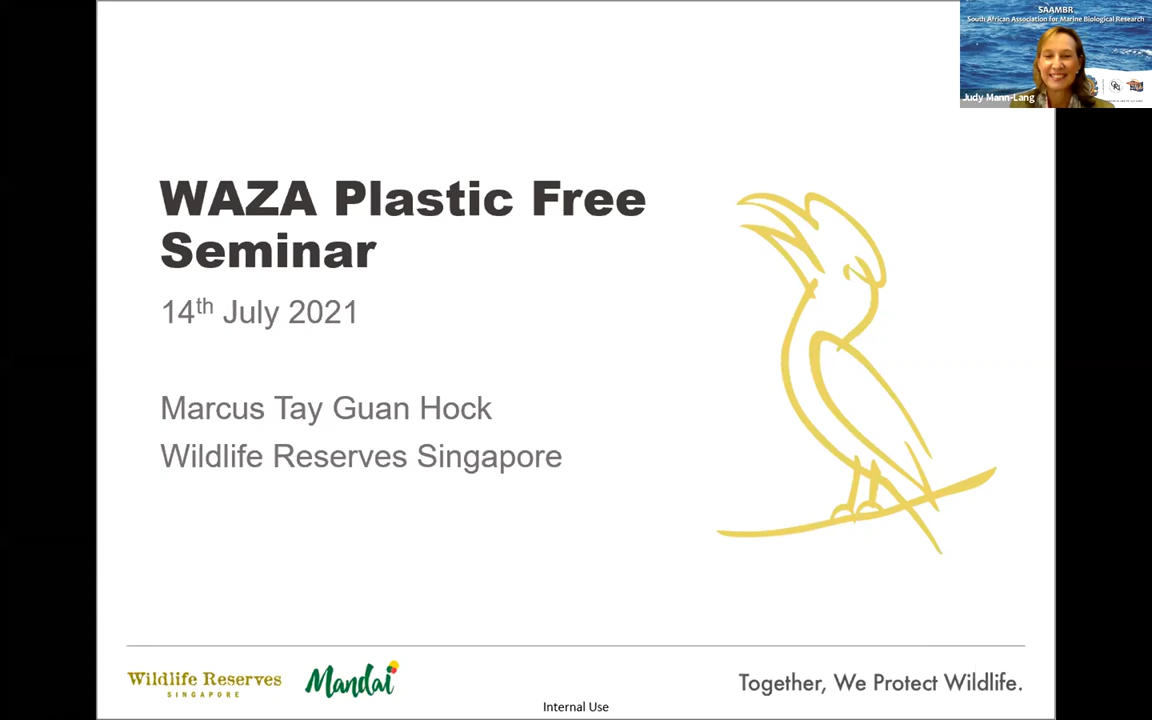 SAAMBR
South African Association for Marine Biological Research
Judy Mann-Lang
WAZA Plastic Free
Seminar
14th July 2021
Marcus Tay Guan Hock
Wildlife Reserves Singapore
Wildlife Reserves
SINGAPORE
Mandai
Together, We Protect Wildlife.
Internal Use